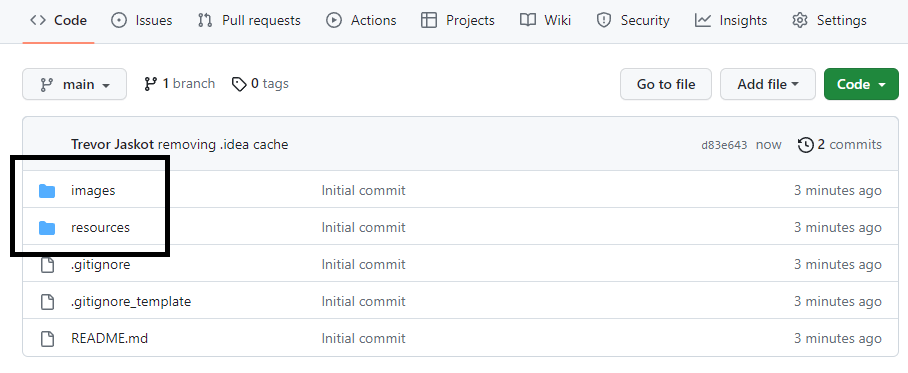 Code Issues Pull requests Actions Projects Wiki Security Insights Settings
main 1 branch 0 tags Go to file Add file Code
Trevor Jaskot removing .idea cache d83e643 now 2 commits
images Initial commit 3 minutes ago
resources Initial commit 3 minutes ago
.gitignore Initial commit 3 minutes ago
.gitignore_template Initial commit 3 minutes ago
README.md Initial commit 3 minutes ago